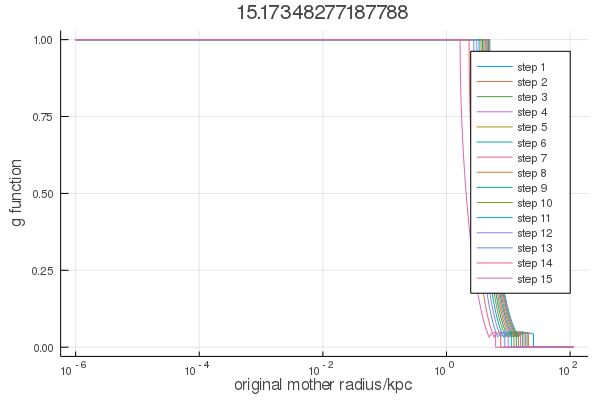 15.17348277187788
g function
1.00
0.75
0.50
0.25
0.00
step 1
step 2
step 3
step 4
step 5
step 6
step 7
step 8
step 9
step 10
step 11
step 12
step 13
step 14
step 15
10^-6 10^-4 10^-2 10^0 10^2
original mother radius/kpc